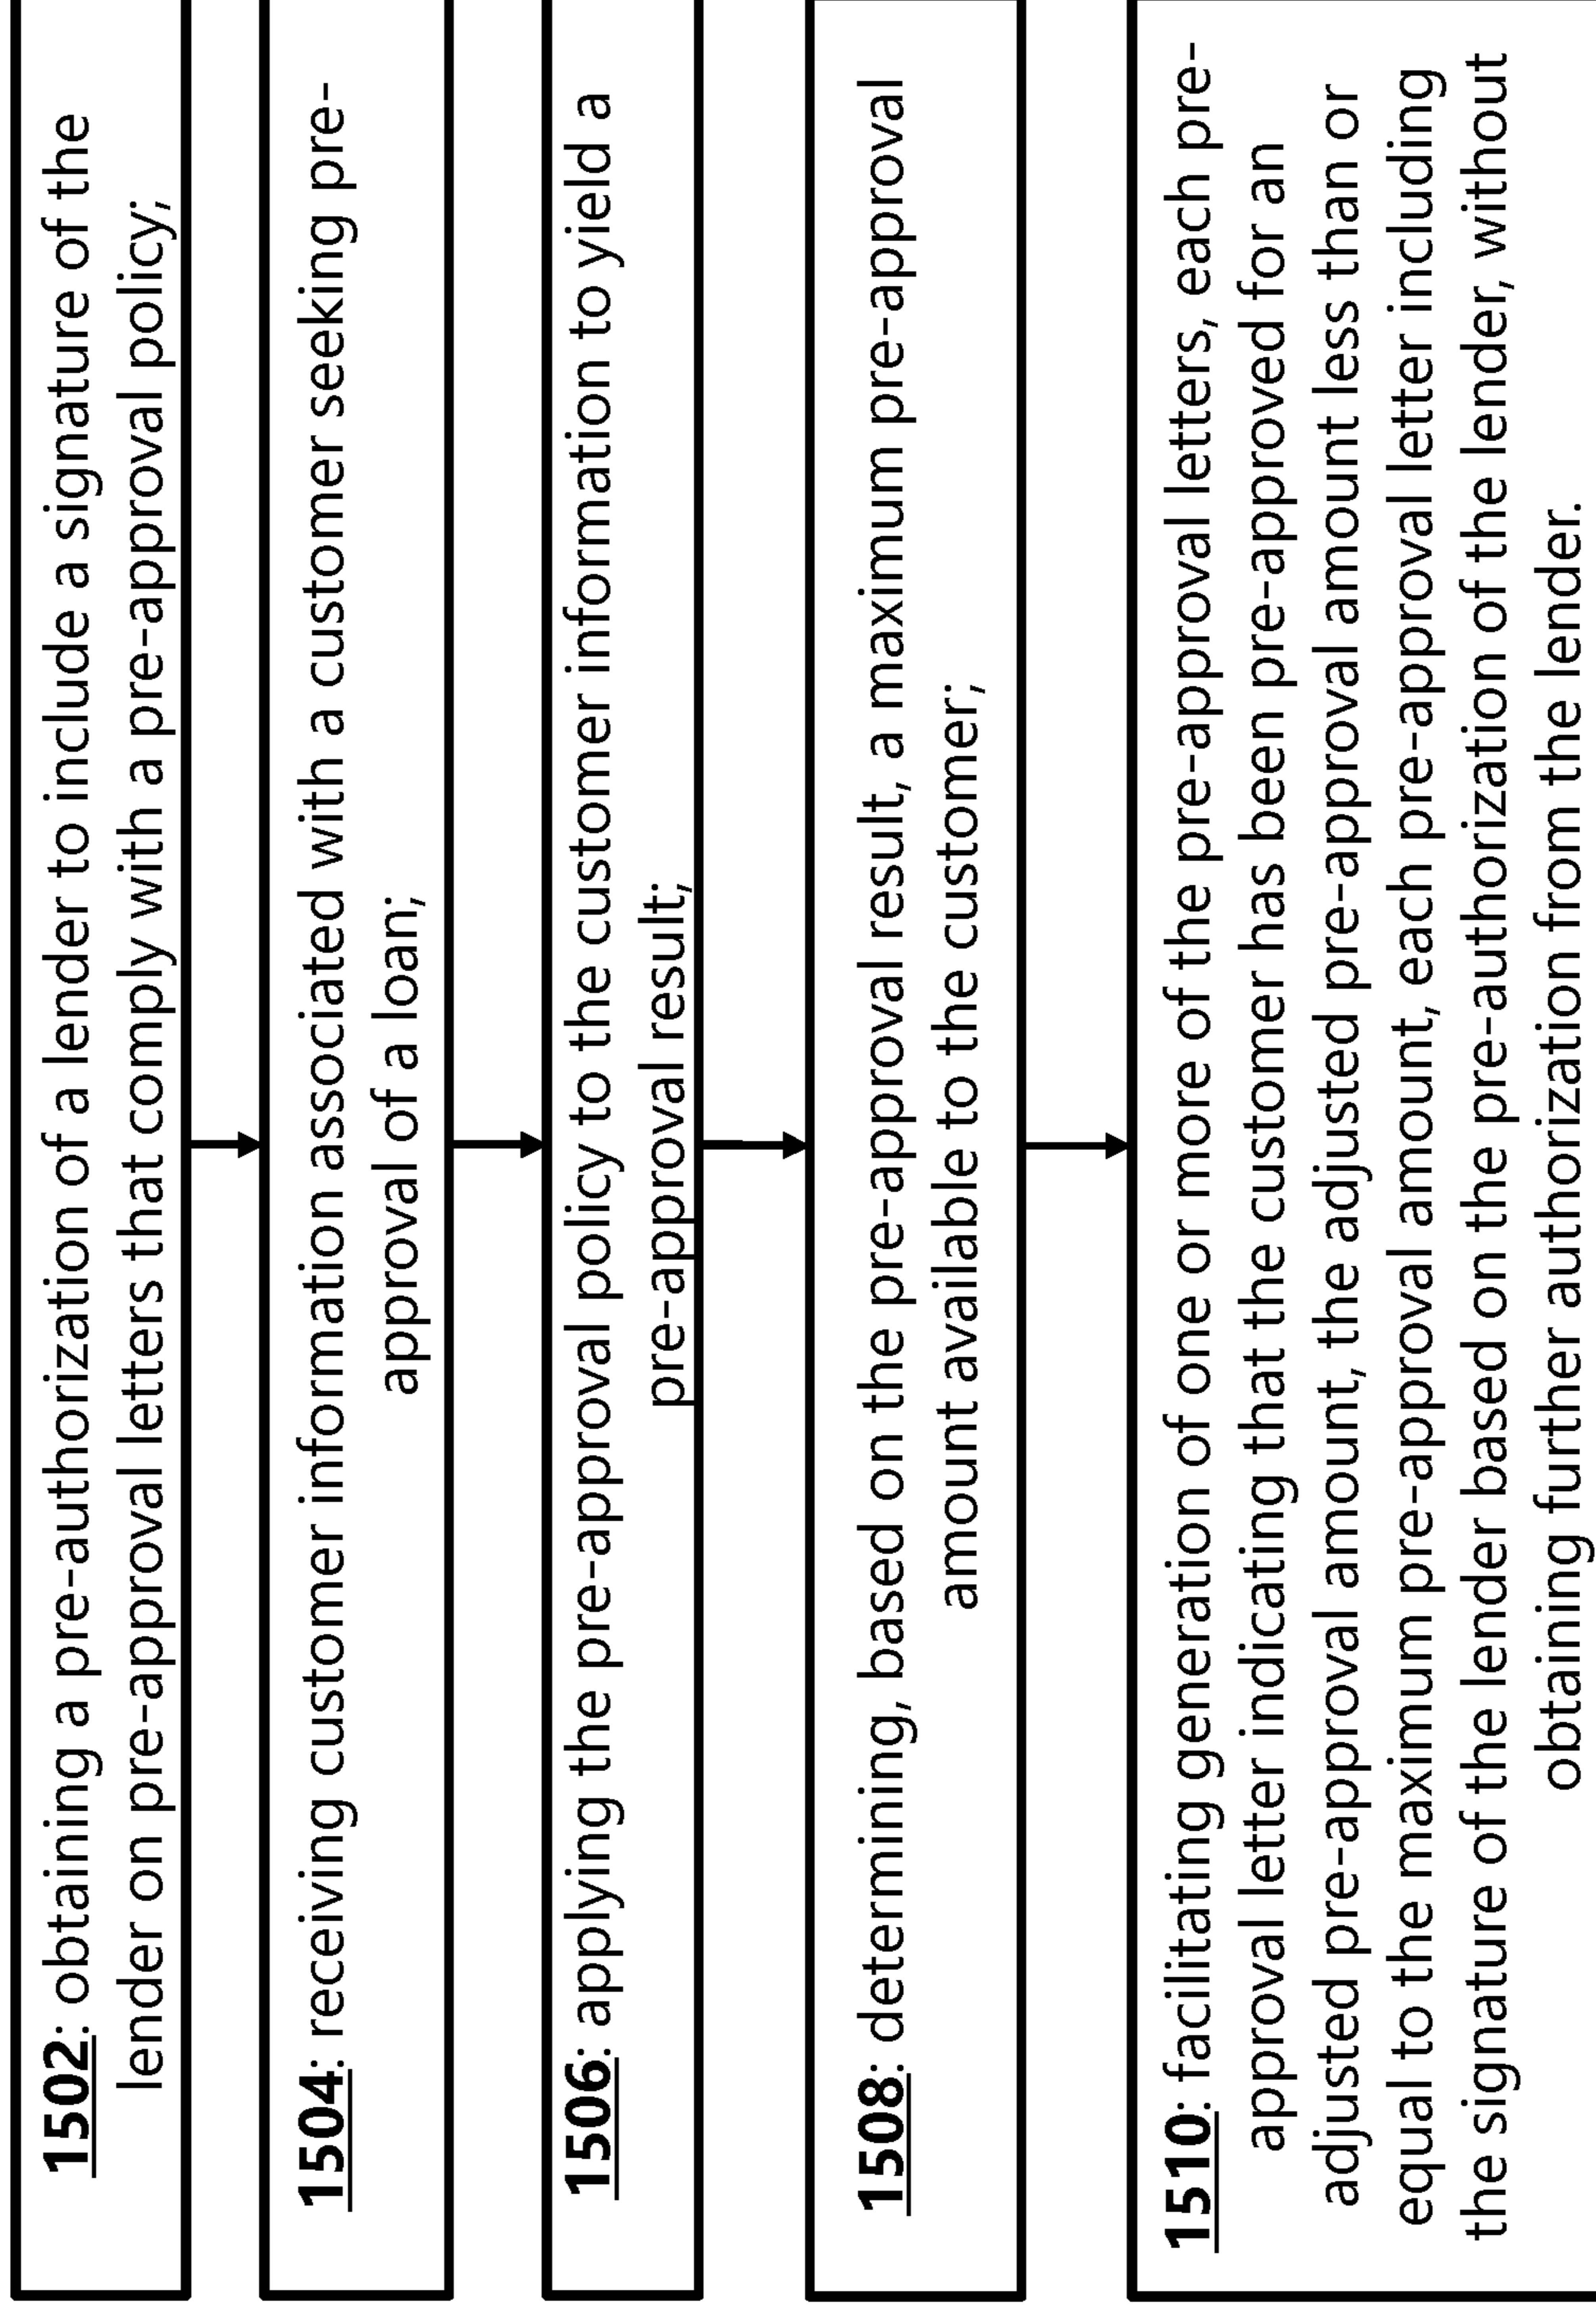 1502: obtaining a pre-authorization of a lender to include a signature of the
lender on pre-approval letters that comply with a pre-approval policy;
1504: receiving customer information associated with a customer seeking pre-
approval of a loan;
1506: applying the pre-approval policy to the customer information to yield a
pre-approval result;
1508: determining, based on the pre-approval result, a maximum pre-approval
amount available to the customer;
1510: facilitating generation of one or more of the pre-approval letters, each pre-
approval letter indicating that the customer has been pre-approved for an
adjusted pre-approval amount, the adjusted pre-approval amount less than or
equal to the maximum pre-approval amount, each pre-approval letter including
the signature of the lender based on the pre-authorization of the lender, without
obtaining further authorization from the lender.